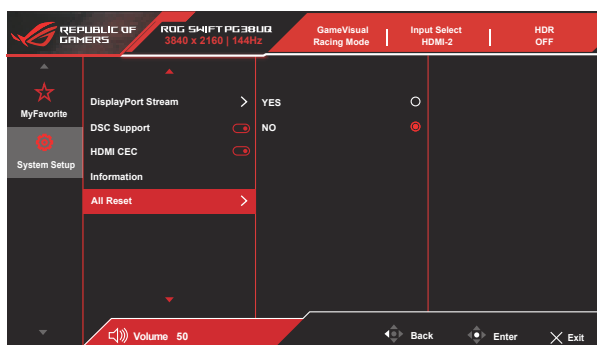 REPUBLIC OF
GAMERS
ROG SWIFT PG38UQ
3840 x 2160 | 144Hz
GameVisual
Racing Mode
Input Select
HDMI-2
HDR
OFF
MyFavorite
System Setup
DisplayPort Stream
DSC Support
HDMI CEC
Information
All Reset
YES
NO
Volume 50
Back
Enter
Exit